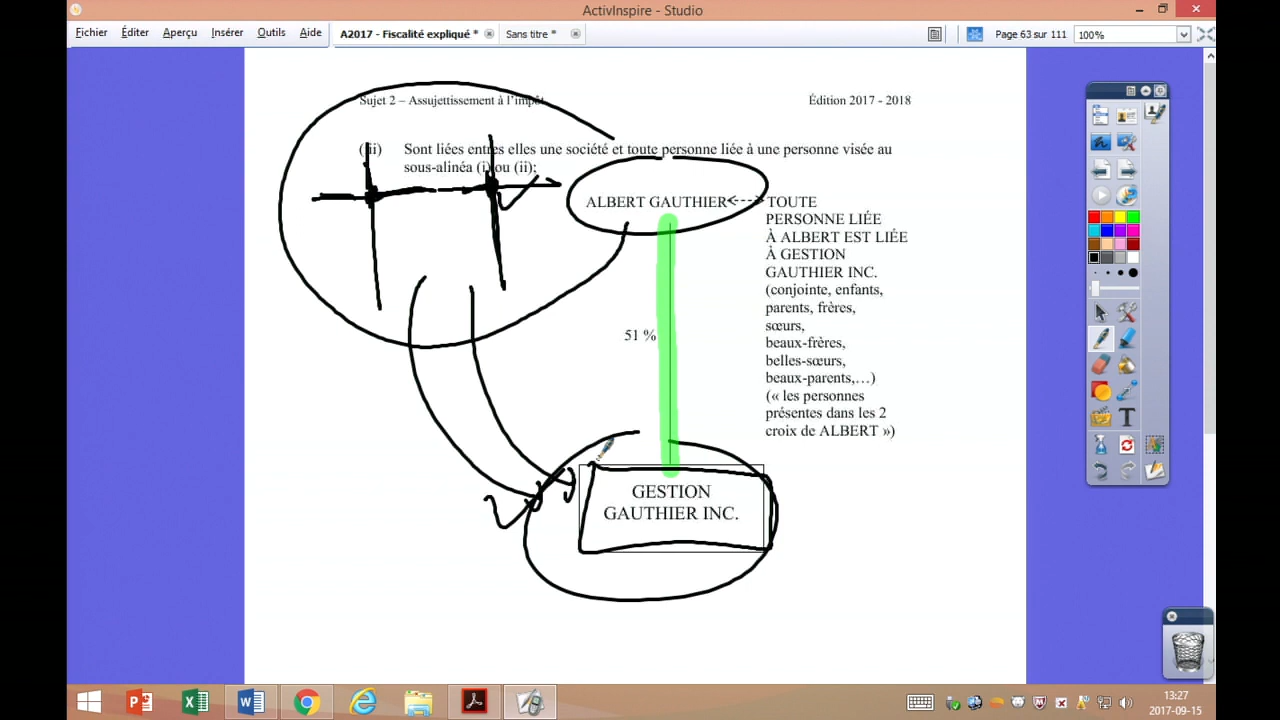 ActivInspire - Studio
Fichier Éditer Aperçu Insérer Outils Aide
A2017 - Fiscalité expliqué * Sans titre *
Page 63 sur 111 100%
Sujet 2 – Assujettissement à l'impôt Édition 2017 - 2018
(iii) Sont liées entres elles une société et toute personne liée à une personne visée au
sous-alinéa (i) ou (ii);
ALBERT GAUTHIER<--->TOUTE
PERSONNE LIÉE
À ALBERT EST LIÉE
À GESTION
GAUTHIER INC.
(conjointe, enfants,
parents, frères,
sœurs,
beaux-frères,
belles-sœurs,
beaux-parents,…)
(« les personnes
présentes dans les 2
croix de ALBERT »)
51 %
GESTION
GAUTHIER INC.
13:27
2017-09-15